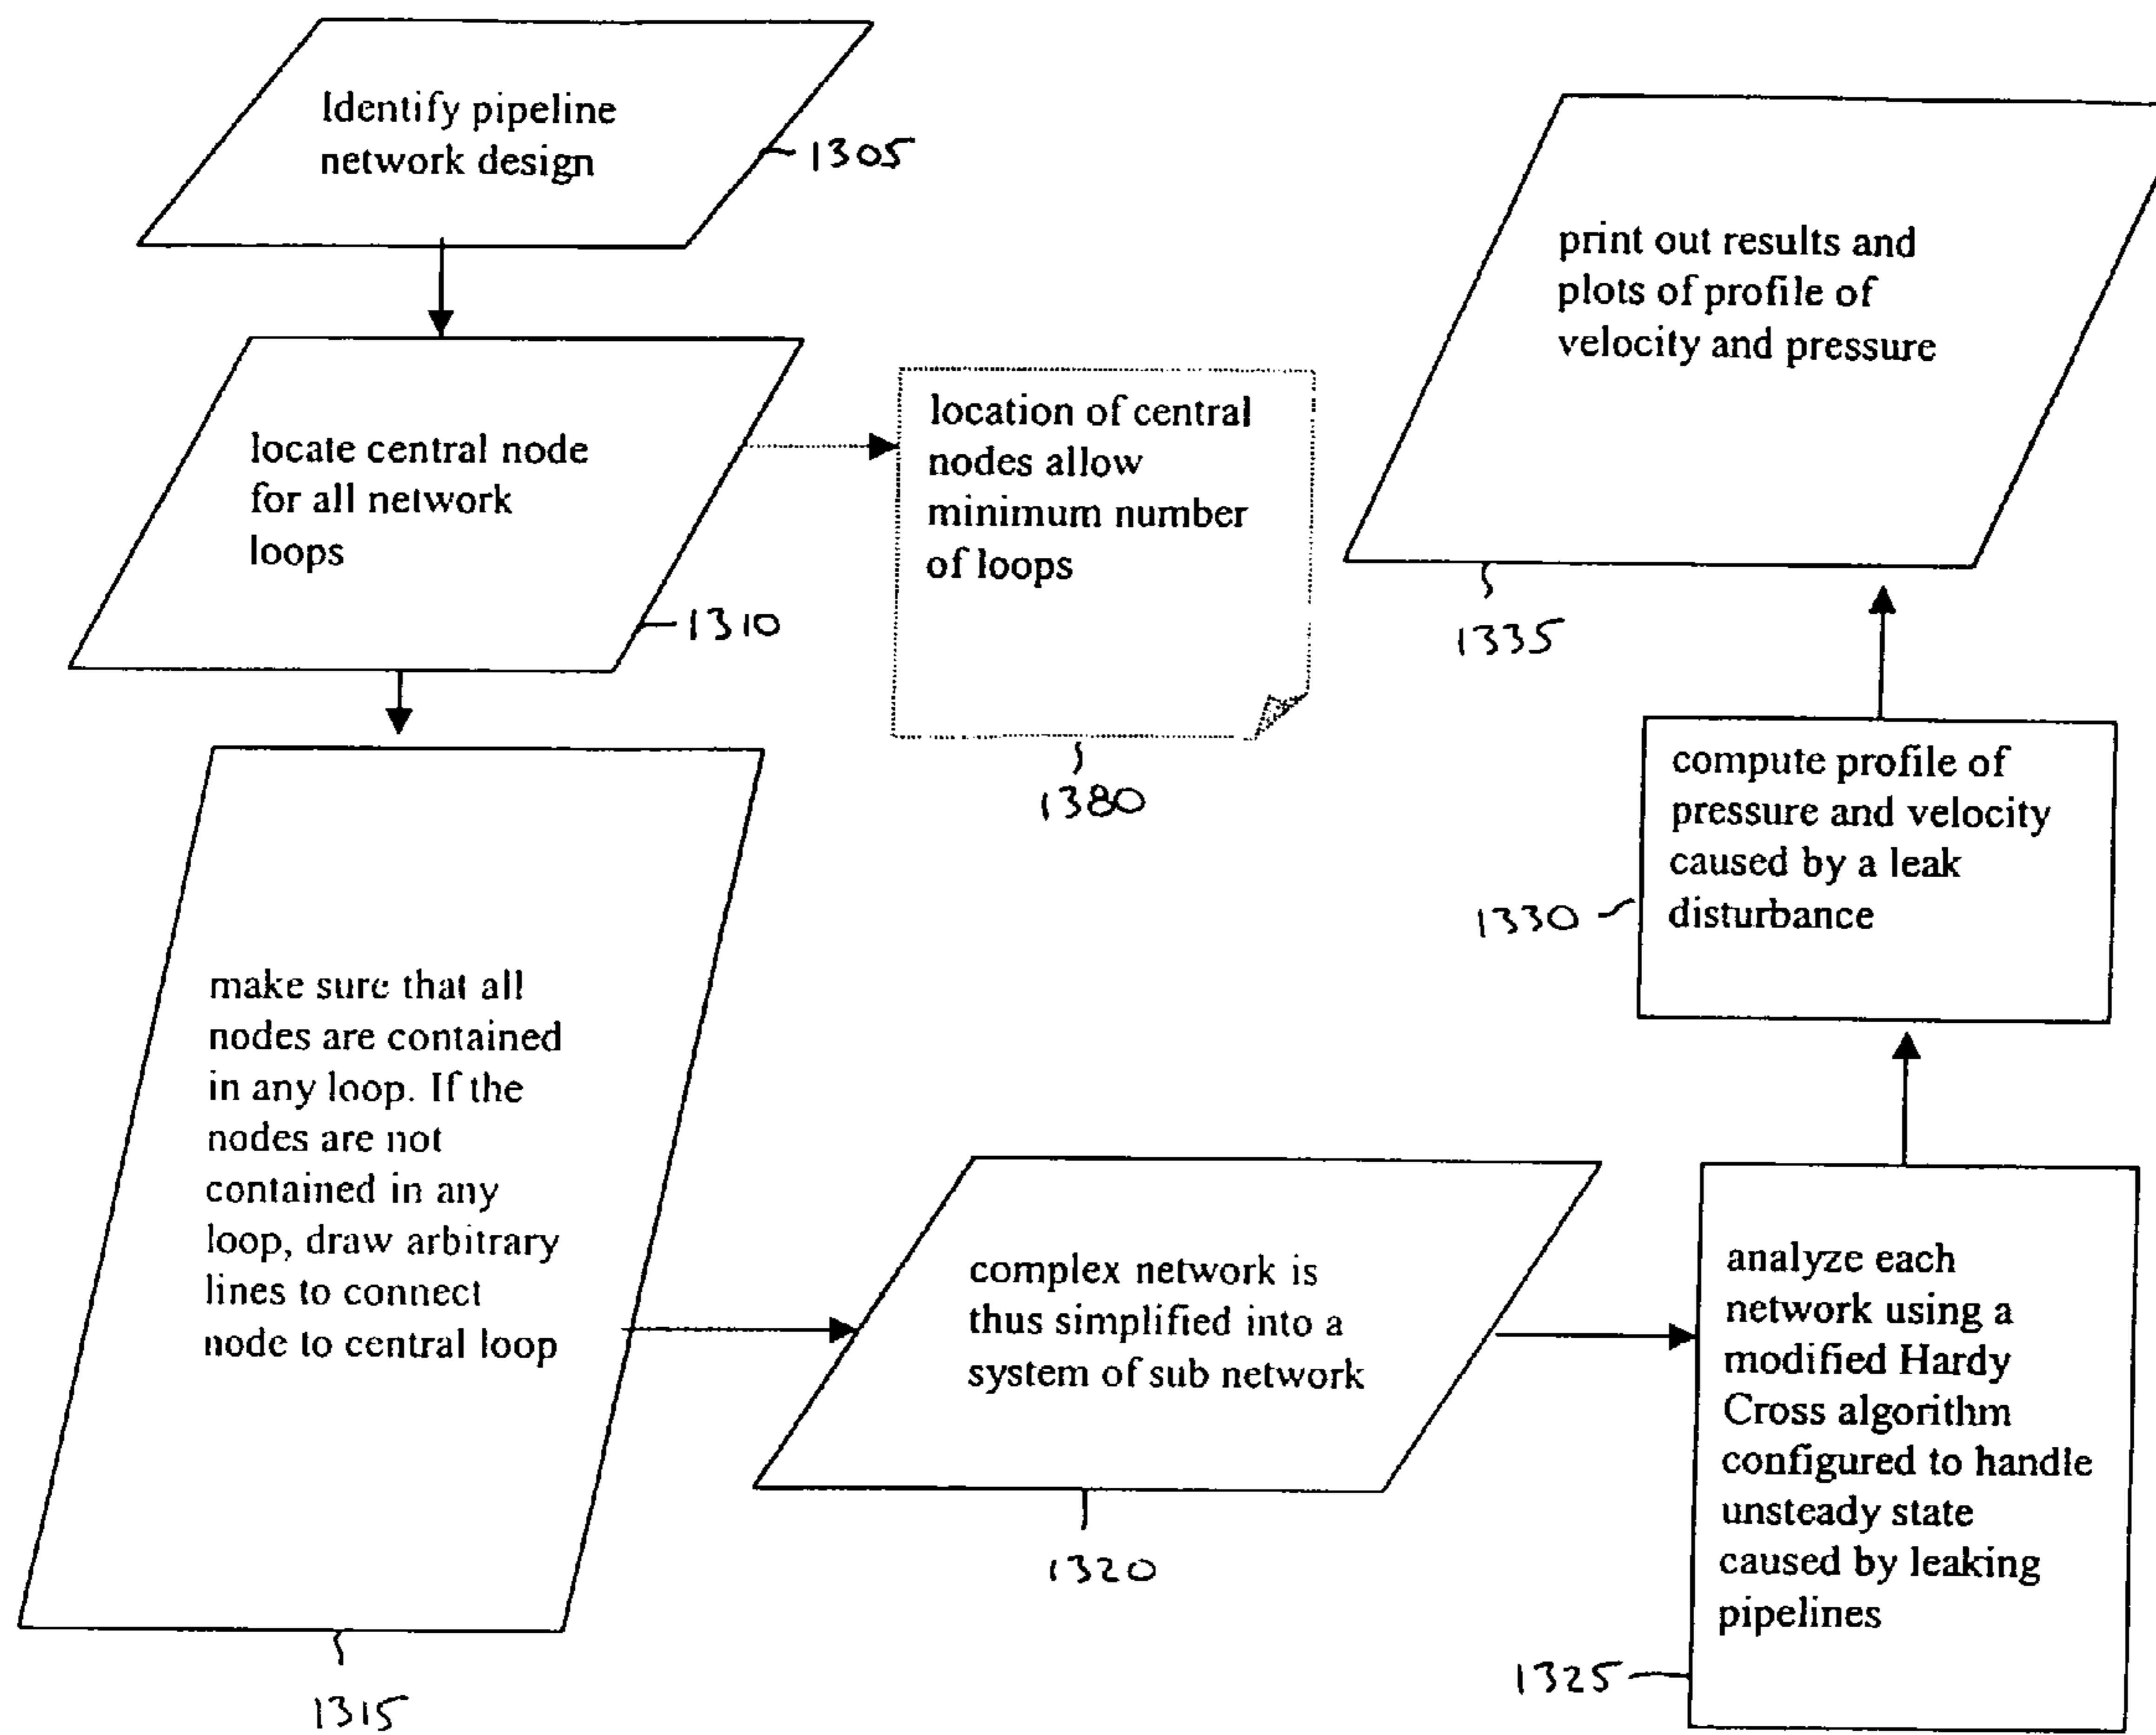 Identify pipeline
network design
1305
locate central node
for all network
loops
1310
location of central
nodes allow
minimum number
of loops
1380
make sure that all
nodes are contained
in any loop. If the
nodes are not
contained in any
loop, draw arbitrary
lines to connect
node to central loop
1315
complex network is
thus simplified into a
system of sub network
1320
analyze each
network using a
modified Hardy
Cross algorithm
configured to handle
unsteady state
caused by leaking
pipelines
1325
compute profile of
pressure and velocity
caused by a leak
disturbance
1330
print out results and
plots of profile of
velocity and pressure
1335